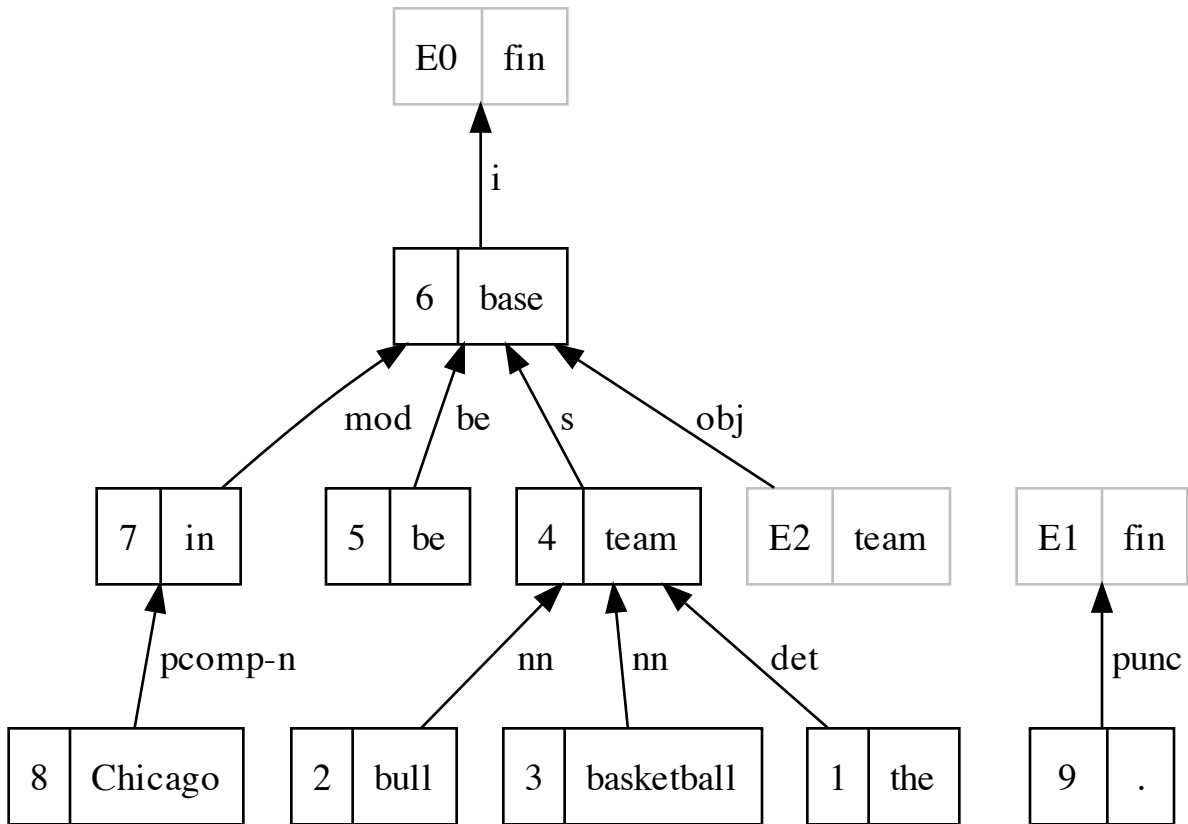 E0 fin
i
6 base
mod be s obj
7 in 5 be 4 team E2 team E1 fin
pcomp-n nn nn det punc
8 Chicago 2 bull 3 basketball 1 the 9 .